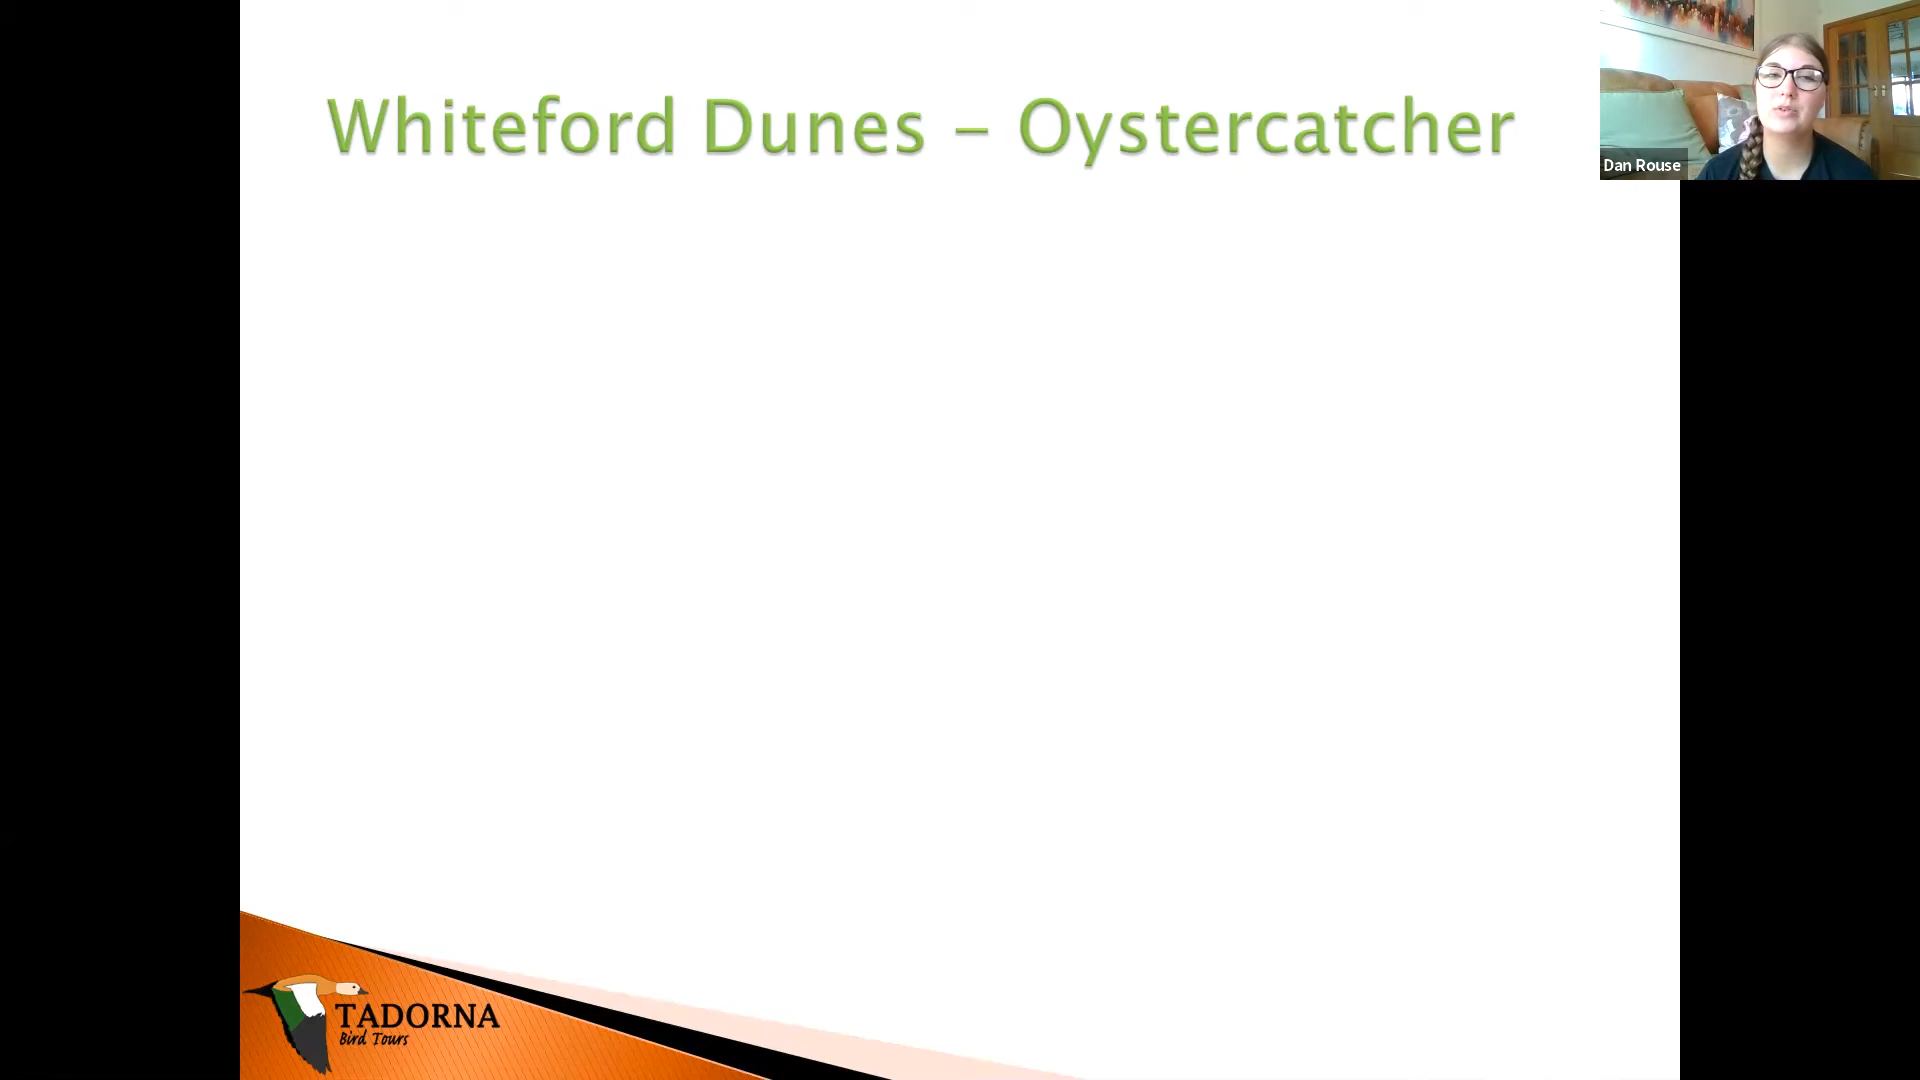 Whiteford Dunes – Oystercatcher
Dan Rouse
TADORNA
Bird Tours